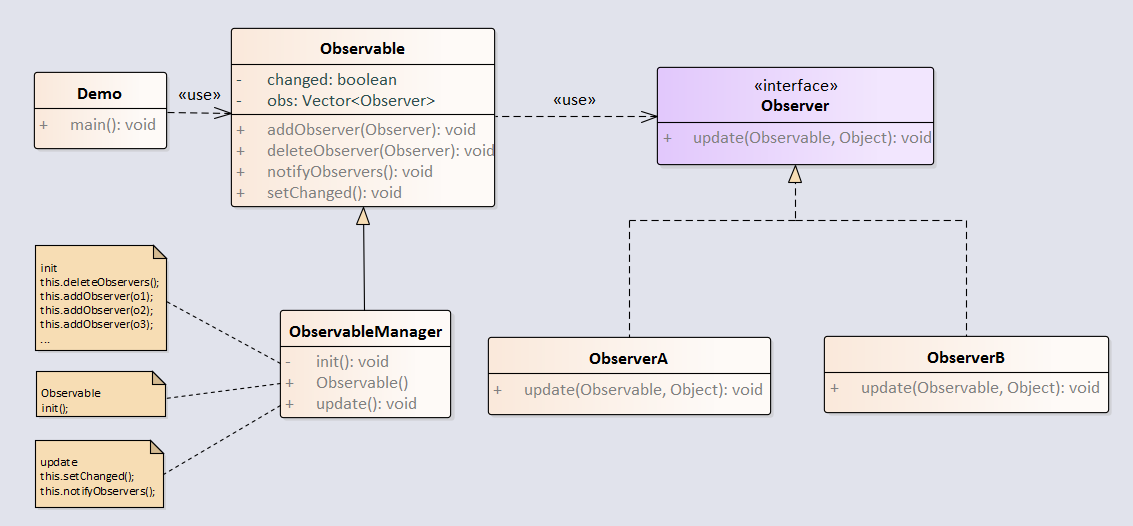 Demo
+ main(): void
«use»
Observable
- changed: boolean
- obs: Vector<Observer>
+ addObserver(Observer): void
+ deleteObserver(Observer): void
+ notifyObservers(): void
+ setChanged(): void
«use»
«interface»
Observer
+ update(Observable, Object): void
init
this.deleteObservers();
this.addObserver(o1);
this.addObserver(o2);
this.addObserver(o3);
...
Observable
init();
update
this.setChanged();
this.notifyObservers();
ObservableManager
- init(): void
+ Observable()
+ update(): void
ObserverA
+ update(Observable, Object): void
ObserverB
+ update(Observable, Object): void